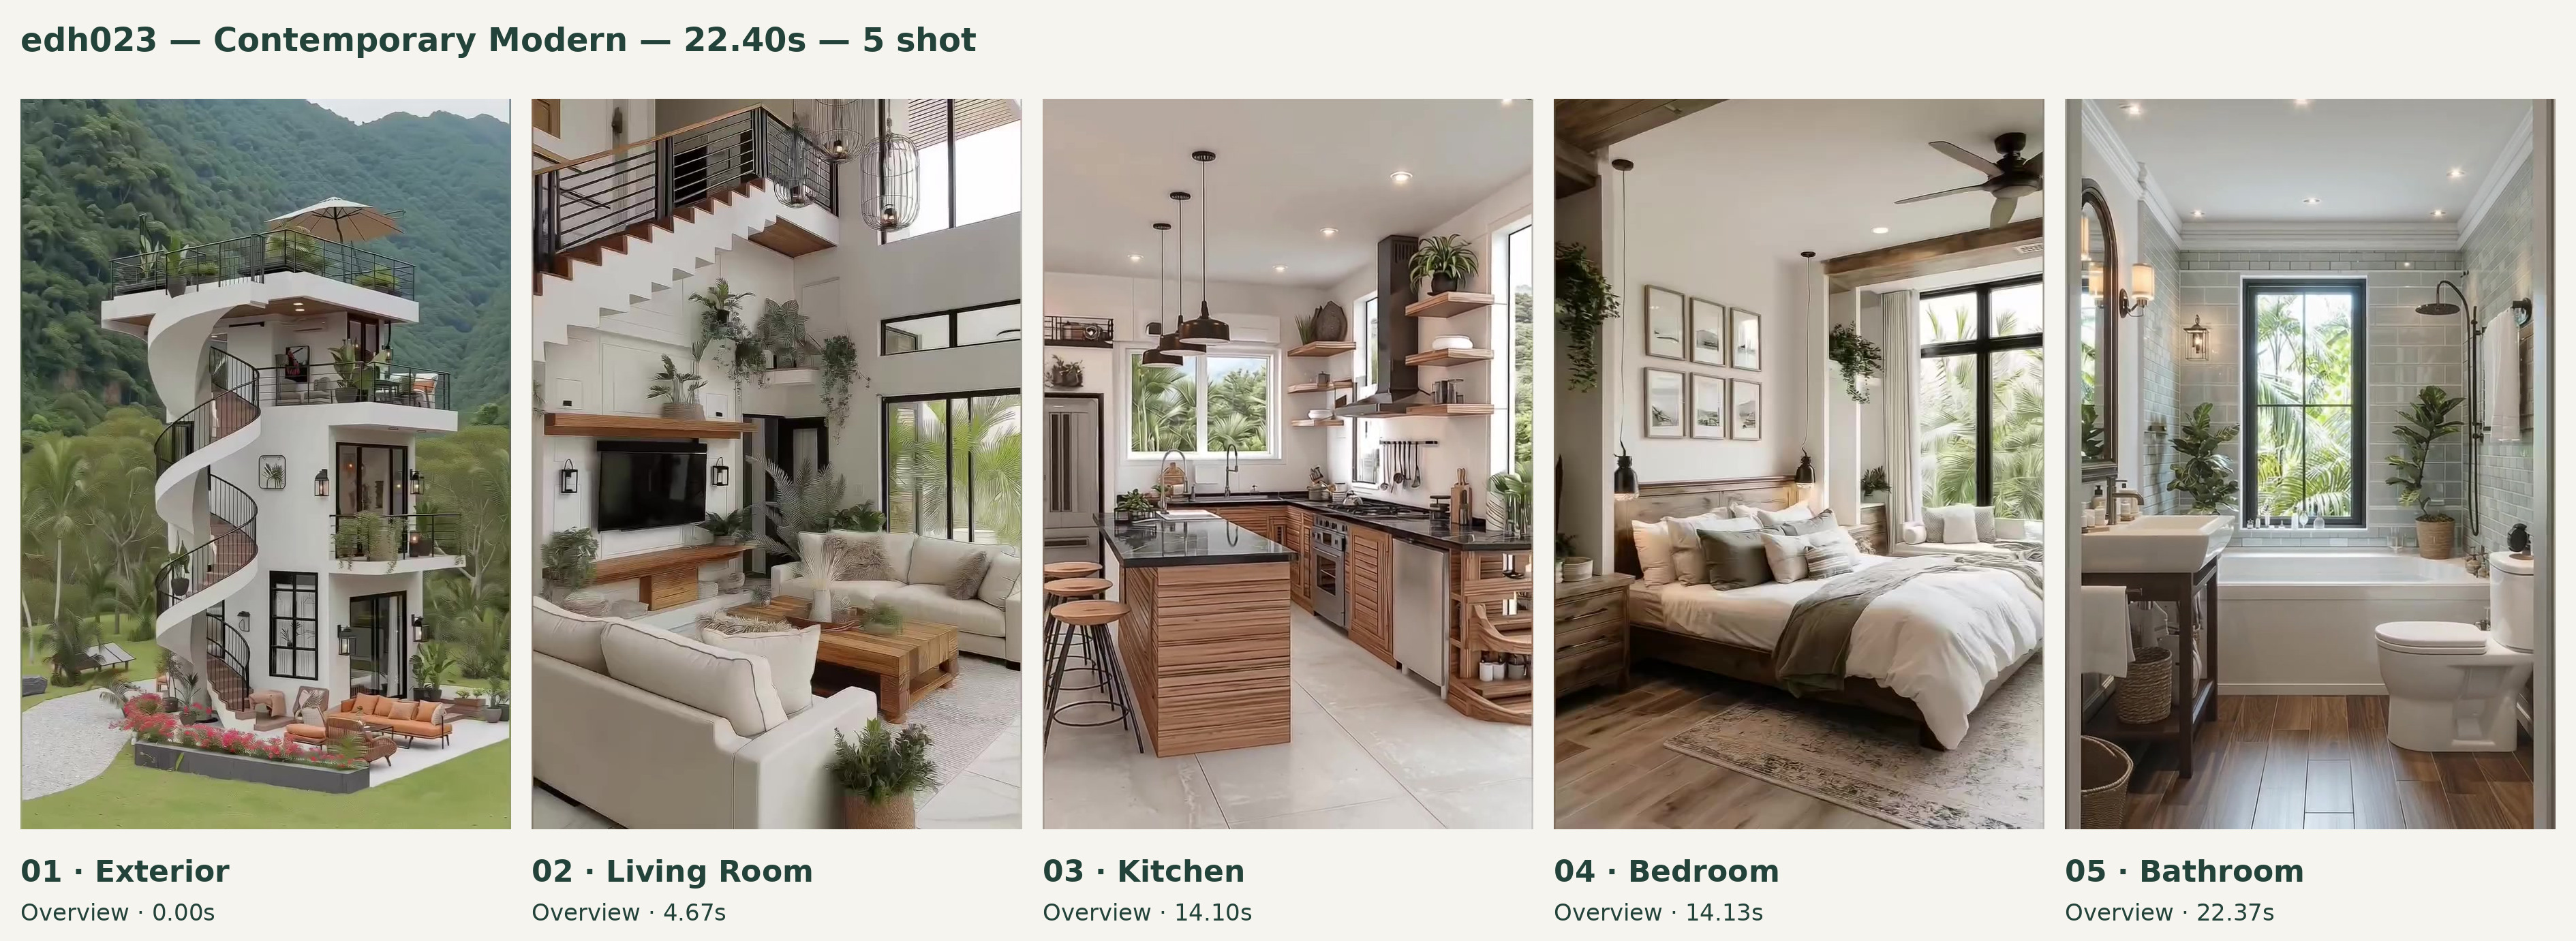 edh023 — Contemporary Modern — 22.40s — 5 shot
01 · Exterior
Overview · 0.00s
02 · Living Room
Overview · 4.67s
03 · Kitchen
Overview · 14.10s
04 · Bedroom
Overview · 14.13s
05 · Bathroom
Overview · 22.37s